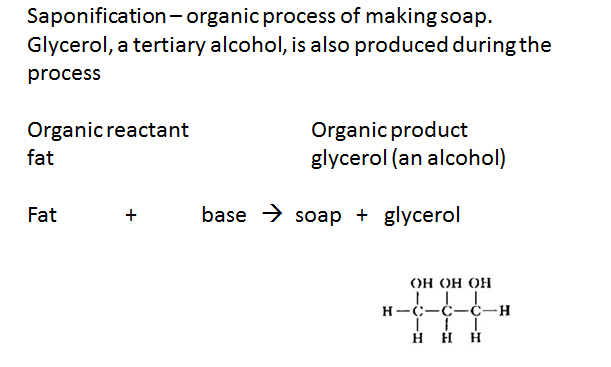 Saponification – organic process of making soap.
Glycerol, a tertiary alcohol, is also produced during the
process
Organic reactant Organic product
fat glycerol (an alcohol)
Fat + base → soap + glycerol
OH OH OH
H–C–C–C–H
H H H